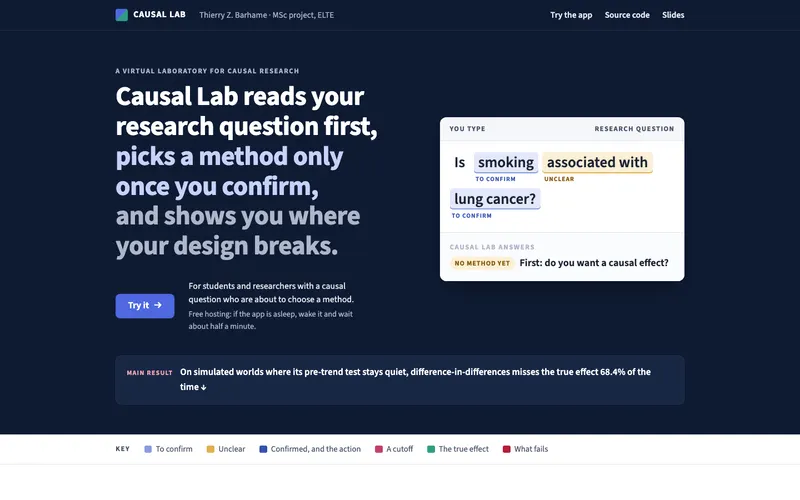 CAUSAL LAB
Thierry Z. Barhame · MSc project, ELTE
Try the app
Source code
Slides
A VIRTUAL LABORATORY FOR CAUSAL RESEARCH
Causal Lab reads your
research question first,
picks a method only
once you confirm,
and shows you where
your design breaks.
Try it →
For students and researchers with a causal
question who are about to choose a method.
Free hosting: if the app is asleep, wake it and wait
about half a minute.
YOU TYPE
RESEARCH QUESTION
Is smoking associated with
TO CONFIRM
UNCLEAR
lung cancer?
TO CONFIRM
CAUSAL LAB ANSWERS
NO METHOD YET
First: do you want a causal effect?
MAIN RESULT
On simulated worlds where its pre-trend test stays quiet, difference-in-differences misses the true effect 68.4% of the
time ↓
KEY
To confirm
Unclear
Confirmed, and the action
A cutoff
The true effect
What fails